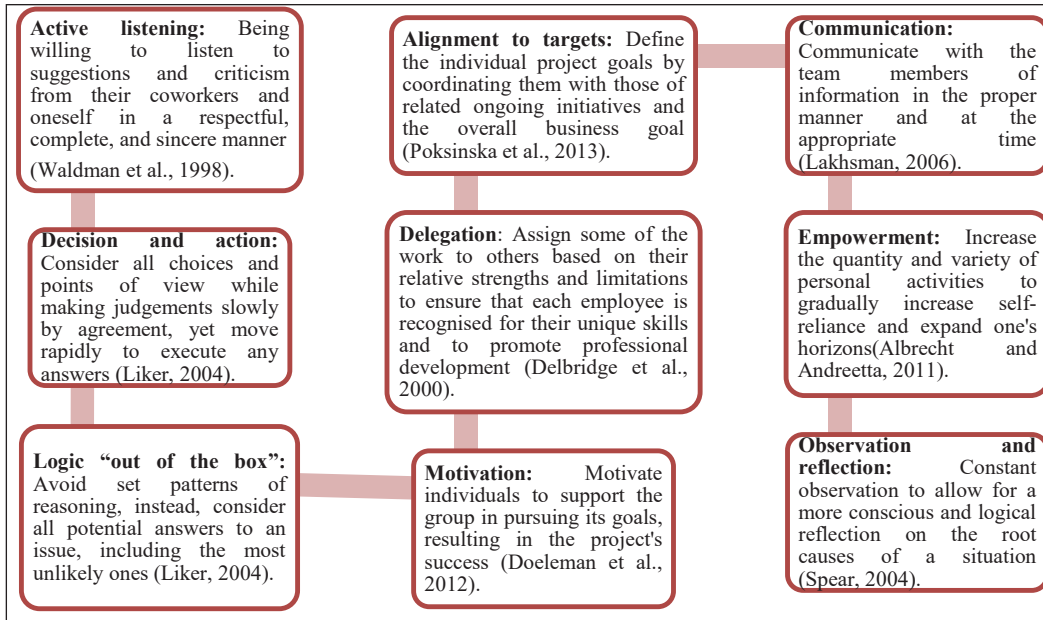 Active listening: Being
willing to listen to
suggestions and criticism
from their coworkers and
oneself in a respectful,
complete, and sincere manner
(Waldman et al., 1998).
Decision and action:
Consider all choices and
points of view while
making judgements slowly
by agreement, yet move
rapidly to execute any
answers (Liker, 2004).
Logic “out of the box”:
Avoid set patterns of
reasoning, instead, consider
all potential answers to an
issue, including the most
unlikely ones (Liker, 2004).
Motivation: Motivate
individuals to support the
group in pursuing its goals,
resulting in the project's
success (Doeleman et al.,
2012).
Delegation: Assign some of the
work to others based on their
relative strengths and limitations
to ensure that each employee is
recognised for their unique skills
and to promote professional
development (Delbridge et al.,
2000).
Alignment to targets: Define
the individual project goals by
coordinating them with those of
related ongoing initiatives and
the overall business goal
(Poksinska et al., 2013).
Communication:
Communicate with the
team members of
information in the proper
manner and at the
appropriate time
(Lakhsman, 2006).
Empowerment: Increase
the quantity and variety of
personal activities to
gradually increase self-
reliance and expand one's
horizons(Albrecht and
Andreetta, 2011).
Observation and
reflection: Constant
observation to allow for a
more conscious and logical
reflection on the root
causes of a situation
(Spear, 2004).